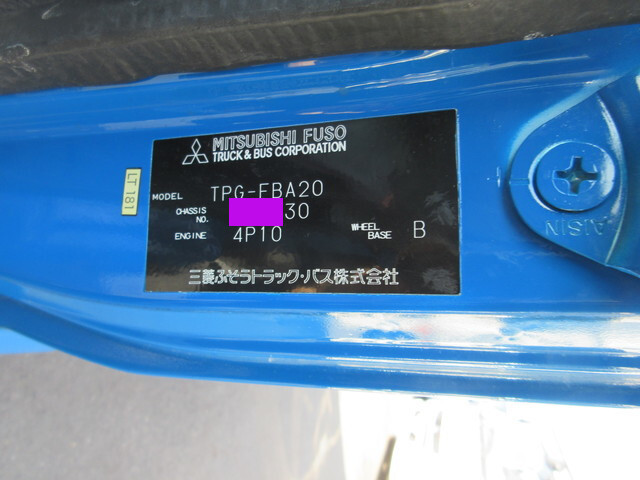 MITSUBISHI FUSO
TRUCK & BUS CORPORATION
MODEL TPG-FBA20
CHASSIS NO. 30
ENGINE 4P10 WHEEL BASE B
三菱ふそうトラック・バス株式会社
LT 181
AISIN